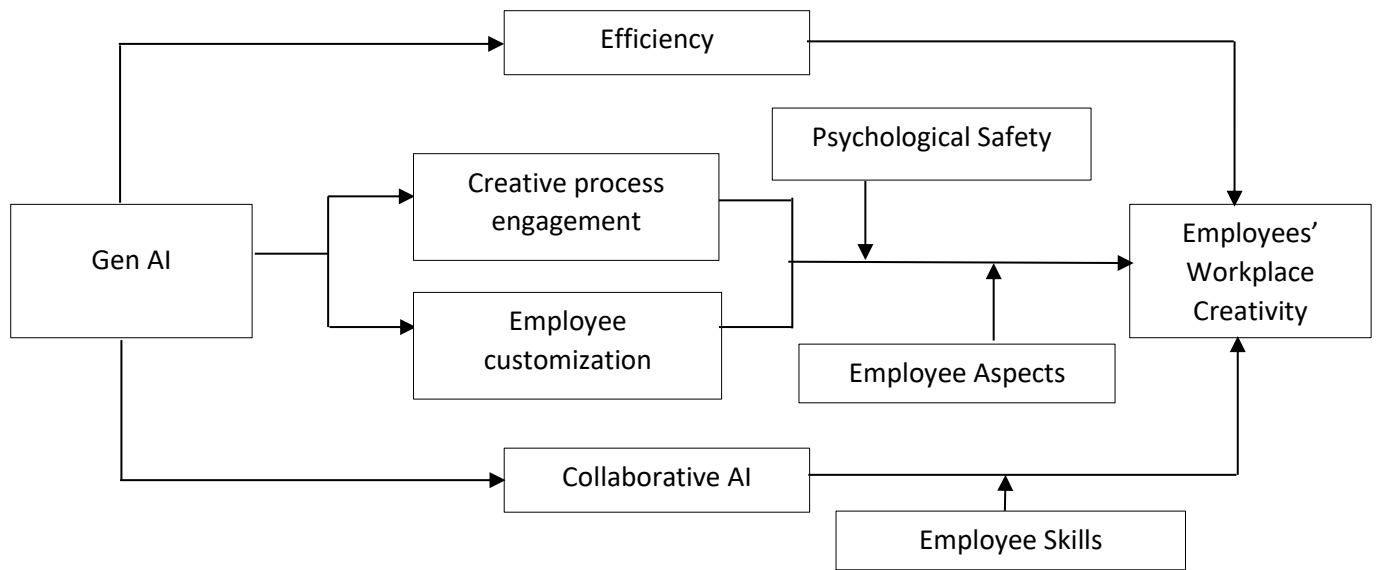 Efficiency
Psychological Safety
Creative process
engagement
Gen AI
Employees’
Workplace
Creativity
Employee
customization
Employee Aspects
Collaborative AI
Employee Skills